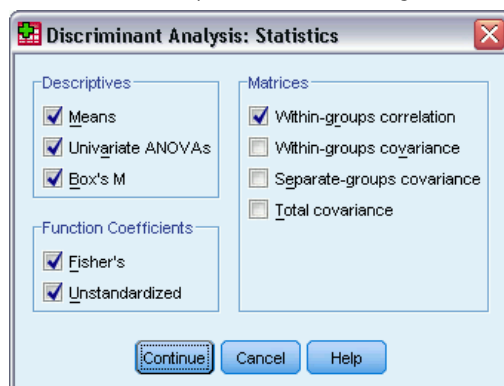 Discriminant Analysis: Statistics
Descriptives
Means
Univariate ANOVAs
Box's M
Function Coefficients
Fisher's
Unstandardized
Matrices
Within-groups correlation
Within-groups covariance
Separate-groups covariance
Total covariance
Continue
Cancel
Help